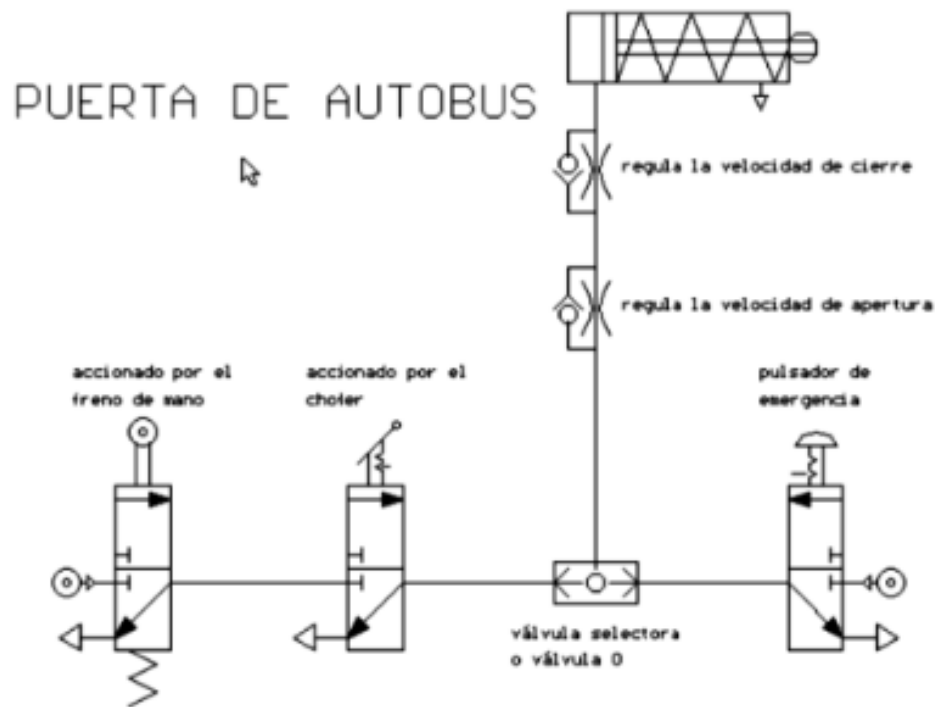 PUERTA DE AUTOBUS
regula la velocidad de cierre
regula la velocidad de apertura
accionado por el
freno de mano
accionado por el
chofer
pulsador de
emergencia
válvula selectora
o válvula O